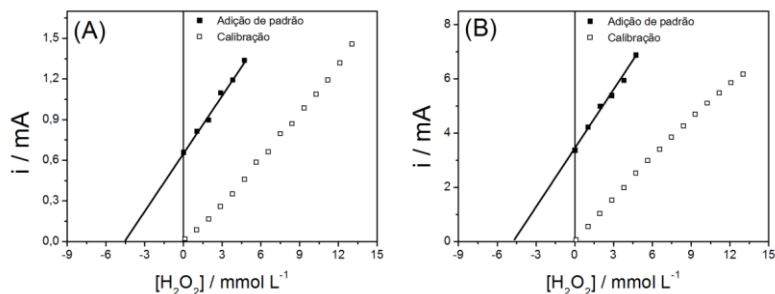 (A)
Adição de padrão
Calibração
i / mA
1,5
1,2
0,9
0,6
0,3
0,0
-9 -6 -3 0 3 6 9 12 15
[H₂O₂] / mmol L⁻¹
(B)
Adição de padrão
Calibração
i / mA
8
6
4
2
0
-9 -6 -3 0 3 6 9 12 15
[H₂O₂] / mmol L⁻¹